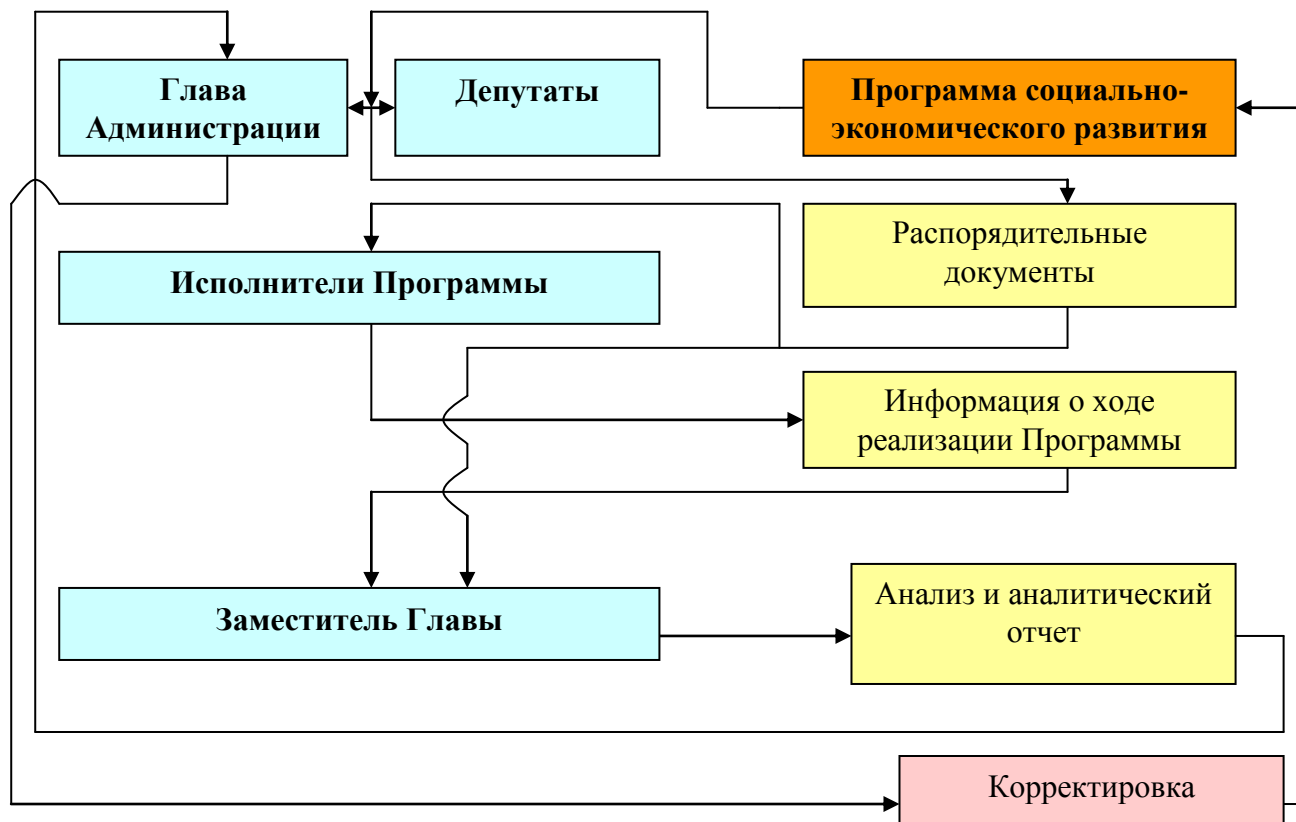 Глава
Администрации
Депутаты
Программа социально-
экономического развития
Распорядительные
документы
Исполнители Программы
Информация о ходе
реализации Программы
Заместитель Главы
Анализ и аналитический
отчет
Корректировка